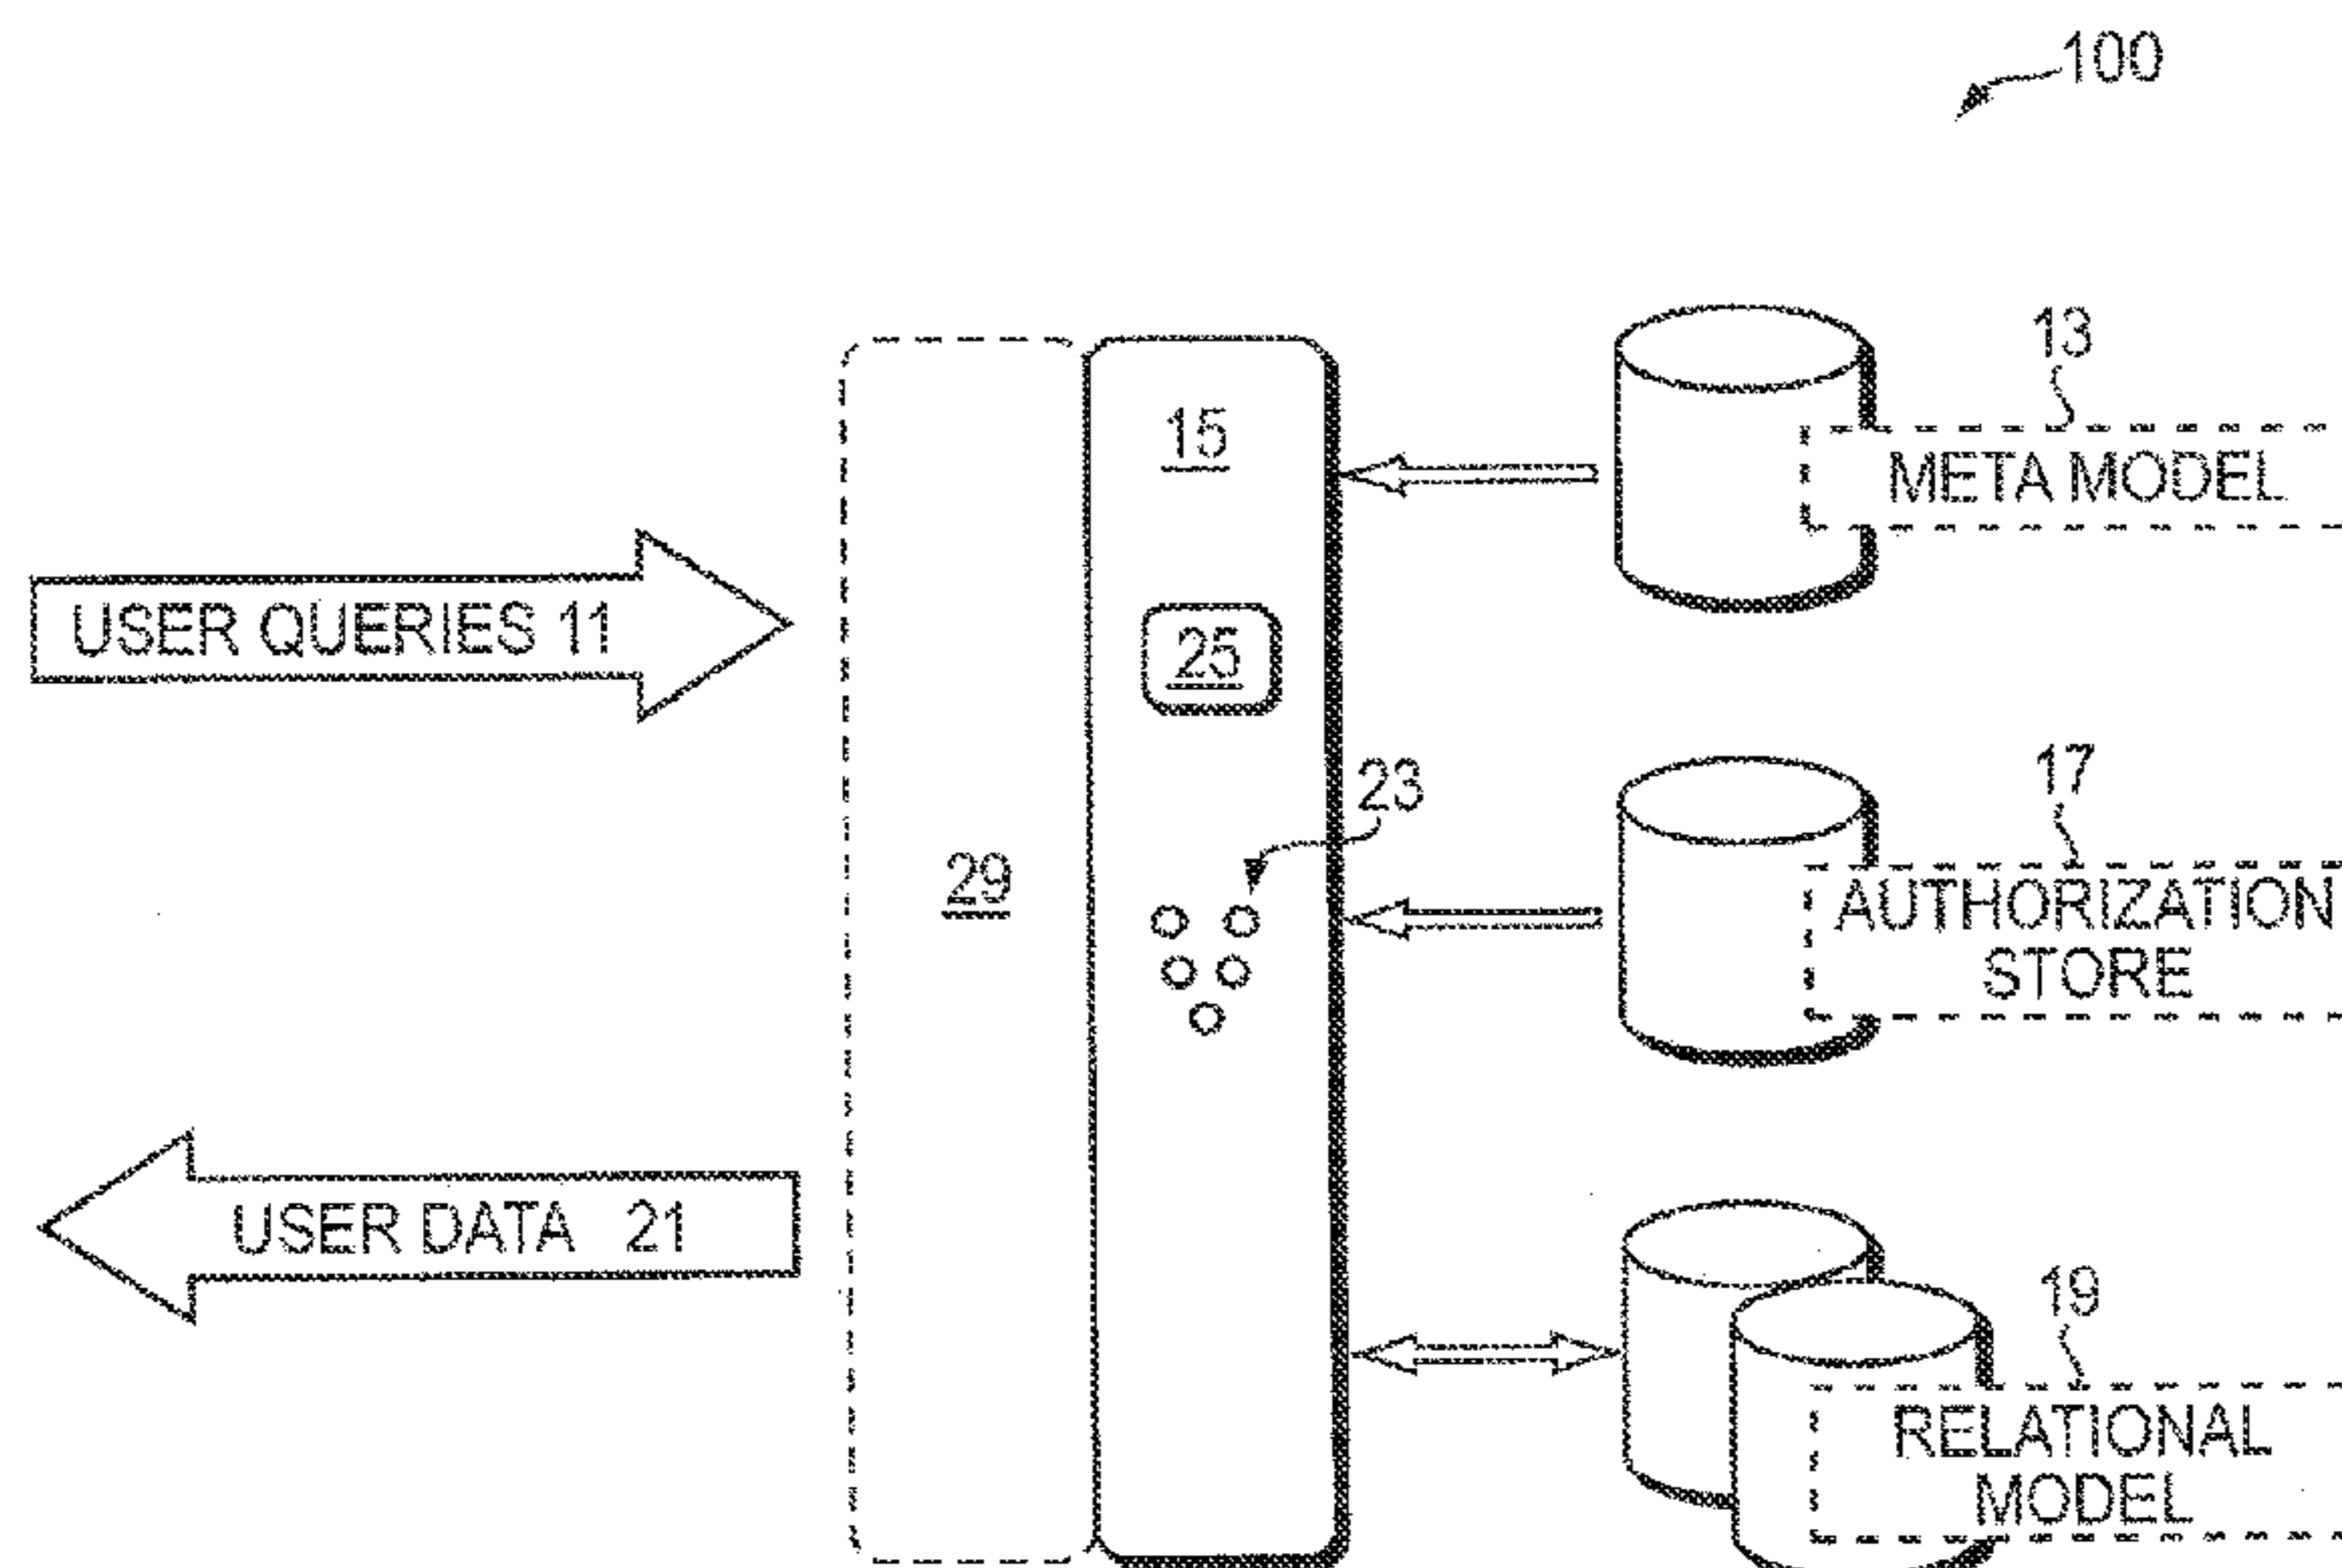 100
13
15
META MODEL
USER QUERIES 11
25
17
23
29
AUTHORIZATION
STORE
USER DATA 21
19
RELATIONAL
MODEL